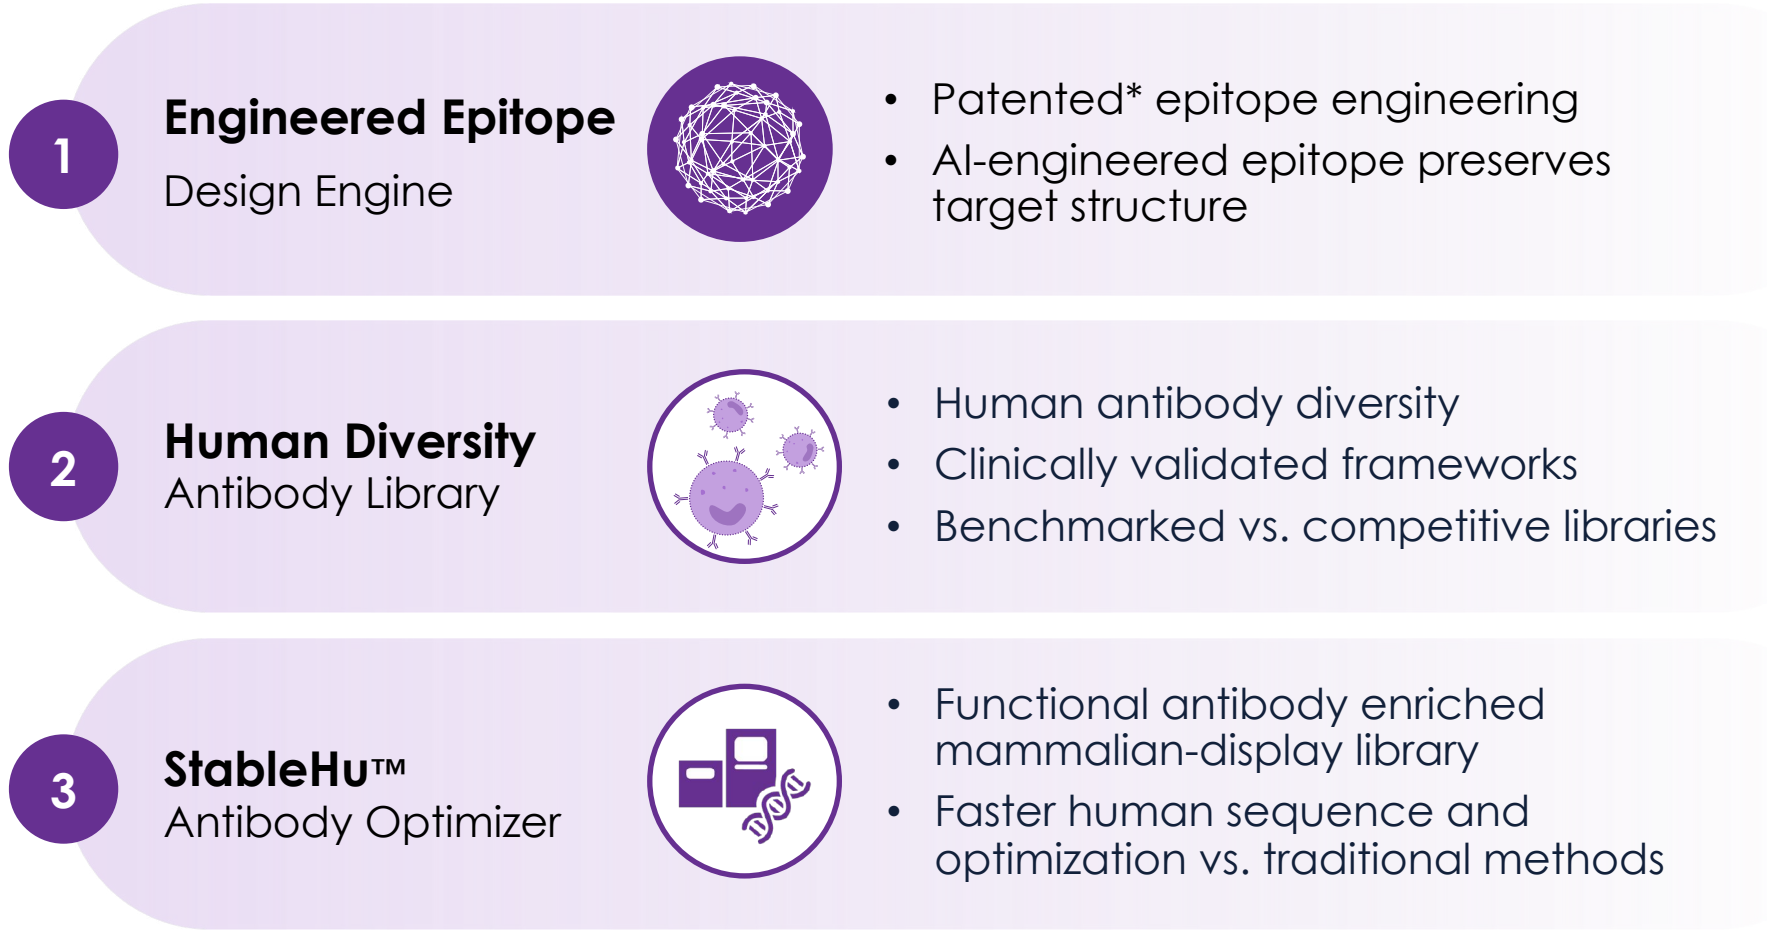 1
Engineered Epitope
Design Engine
• Patented* epitope engineering
• AI-engineered epitope preserves
target structure
2
Human Diversity
Antibody Library
• Human antibody diversity
• Clinically validated frameworks
• Benchmarked vs. competitive libraries
3
StableHu™
Antibody Optimizer
• Functional antibody enriched
mammalian-display library
• Faster human sequence and
optimization vs. traditional methods